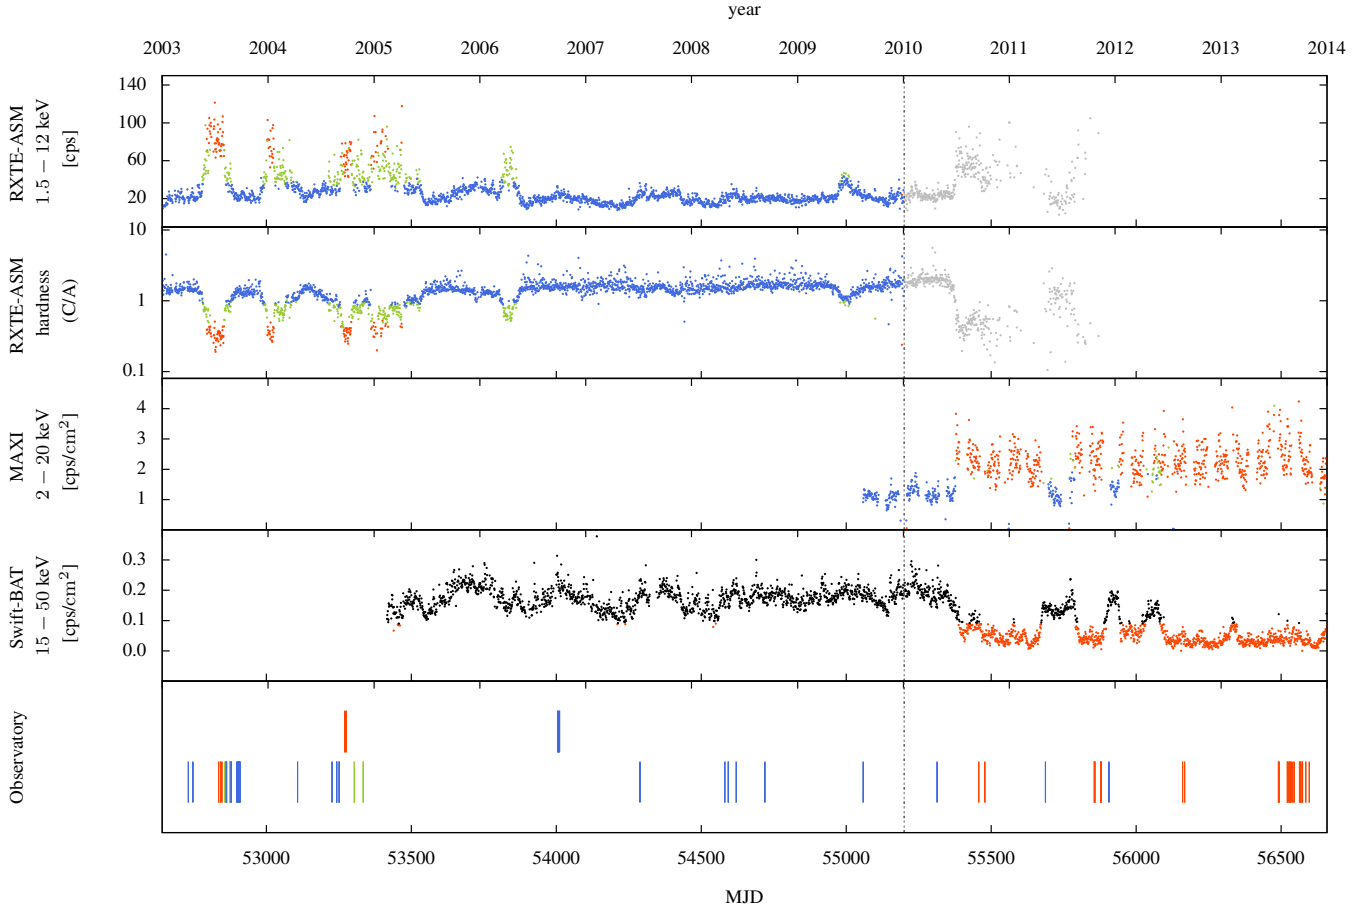 year
2003 2004 2005 2006 2007 2008 2009 2010 2011 2012 2013 2014
RXTE-ASM
1.5 − 12 keV
[cps]
140
100
60
20
RXTE-ASM
hardness
(C/A)
10
1
0.1
MAXI
2 − 20 keV
[cps/cm²]
4
3
2
1
Swift-BAT
15 − 50 keV
[cps/cm²]
0.3
0.2
0.1
0.0
Observatory
53000 53500 54000 54500 55000 55500 56000 56500
MJD